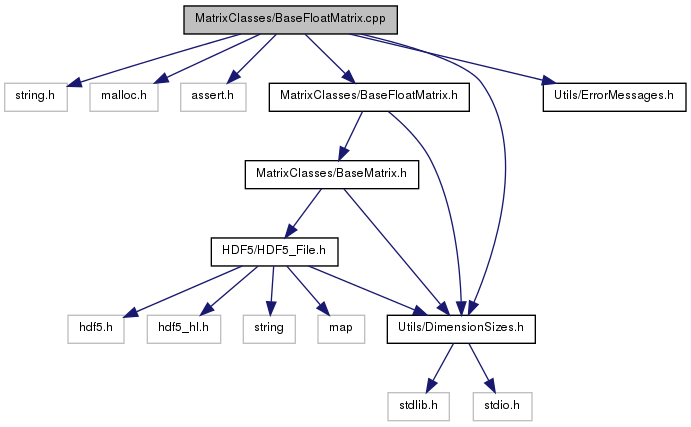 MatrixClasses/BaseFloatMatrix.cpp
string.h
malloc.h
assert.h
MatrixClasses/BaseFloatMatrix.h
Utils/ErrorMessages.h
MatrixClasses/BaseMatrix.h
HDF5/HDF5_File.h
hdf5.h
hdf5_hl.h
string
map
Utils/DimensionSizes.h
stdlib.h
stdio.h